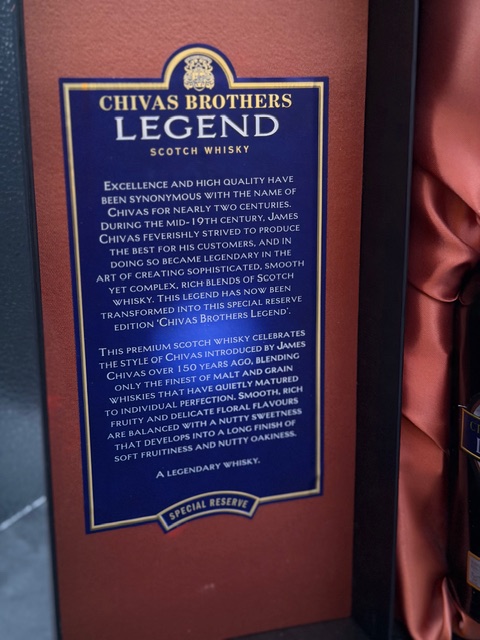 CHIVAS BROTHERS
LEGEND
SCOTCH WHISKY
EXCELLENCE AND HIGH QUALITY HAVE
BEEN SYNONYMOUS WITH THE NAME OF
CHIVAS FOR NEARLY TWO CENTURIES.
DURING THE MID-19TH CENTURY, JAMES
CHIVAS FEVERISHLY STRIVED TO PRODUCE
THE BEST FOR HIS CUSTOMERS, AND IN
DOING SO BECAME LEGENDARY IN THE
ART OF CREATING SOPHISTICATED, SMOOTH
YET COMPLEX, RICH BLENDS OF SCOTCH
WHISKY. THIS LEGEND HAS NOW BEEN
TRANSFORMED INTO THIS SPECIAL RESERVE
EDITION 'CHIVAS BROTHERS LEGEND'.
THIS PREMIUM SCOTCH WHISKY CELEBRATES
THE STYLE OF CHIVAS INTRODUCED BY JAMES
CHIVAS OVER 150 YEARS AGO, BLENDING
ONLY THE FINEST OF MALT AND GRAIN
WHISKIES THAT HAVE QUIETLY MATURED
TO INDIVIDUAL PERFECTION. SMOOTH, RICH
FRUITY AND DELICATE FLORAL FLAVOURS
ARE BALANCED WITH A NUTTY SWEETNESS
THAT DEVELOPS INTO A LONG FINISH OF
SOFT FRUITINESS AND NUTTY OAKINESS.
A LEGENDARY WHISKY.
SPECIAL RESERVE